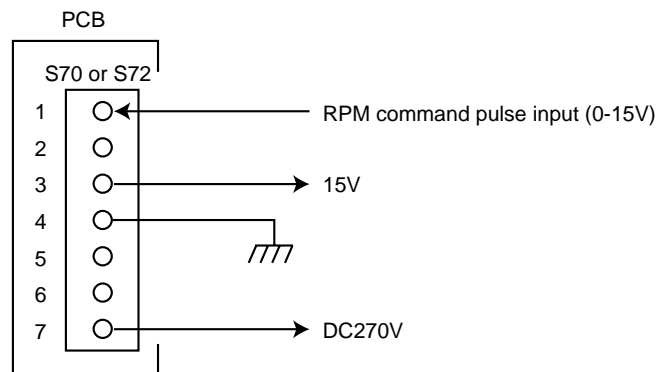 PCB
S70 or S72
1 RPM command pulse input (0-15V)
2
3 15V
4
5
6
7 DC270V